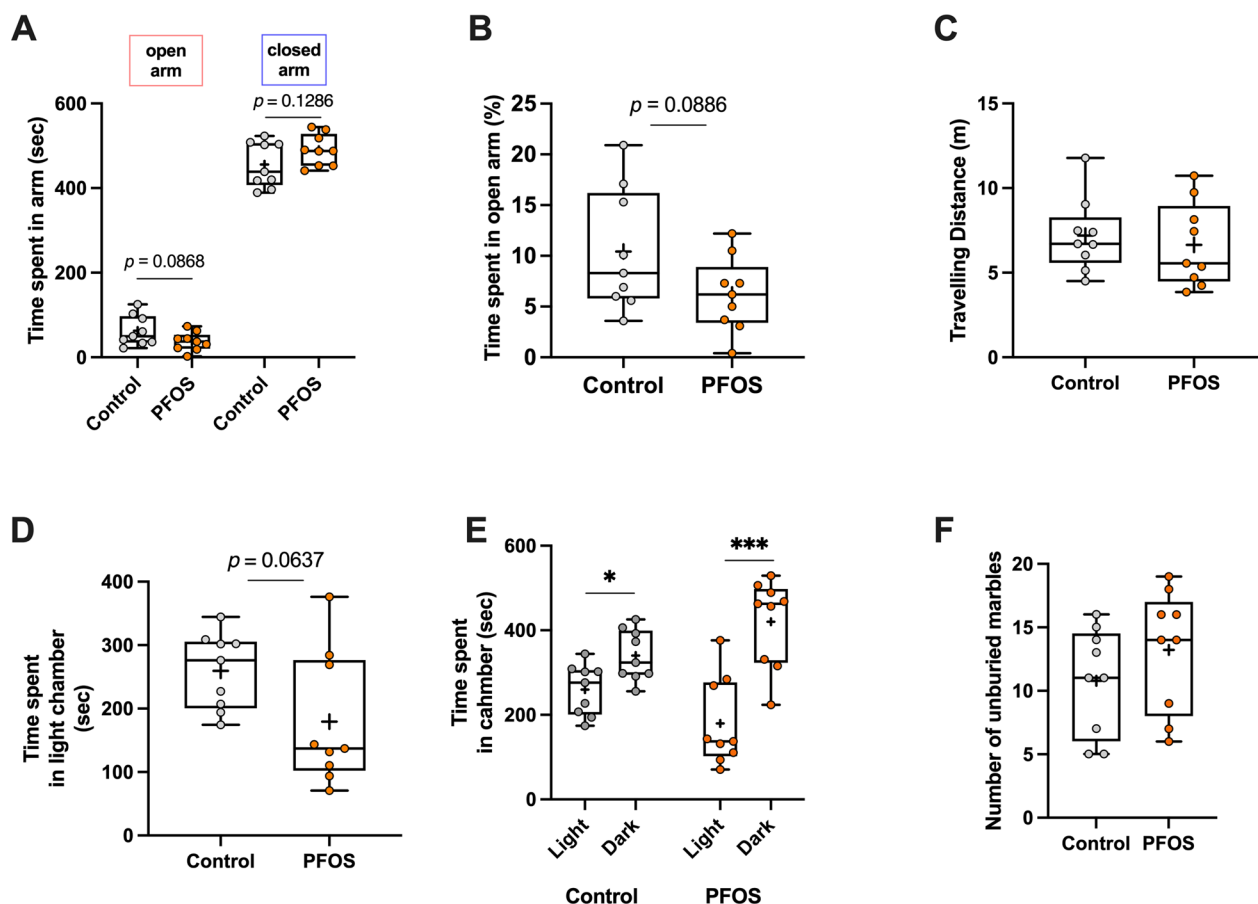 A
open
arm
closed
arm
p = 0.1286
p = 0.0868
Time spent in arm (sec)
600
400
200
0
Control
PFOS
Control
PFOS
B
p = 0.0886
Time spent in open arm (%)
25
20
15
10
5
0
Control
PFOS
C
Travelling Distance (m)
15
10
5
0
Control
PFOS
D
p = 0.0637
Time spent
in light chamber
(sec)
400
300
200
100
0
Control
PFOS
E
*
***
Time spent
in cahmber (sec)
600
400
200
0
Light
Dark
Light
Dark
Control
PFOS
F
Number of unburied marbles
20
15
10
5
0
Control
PFOS